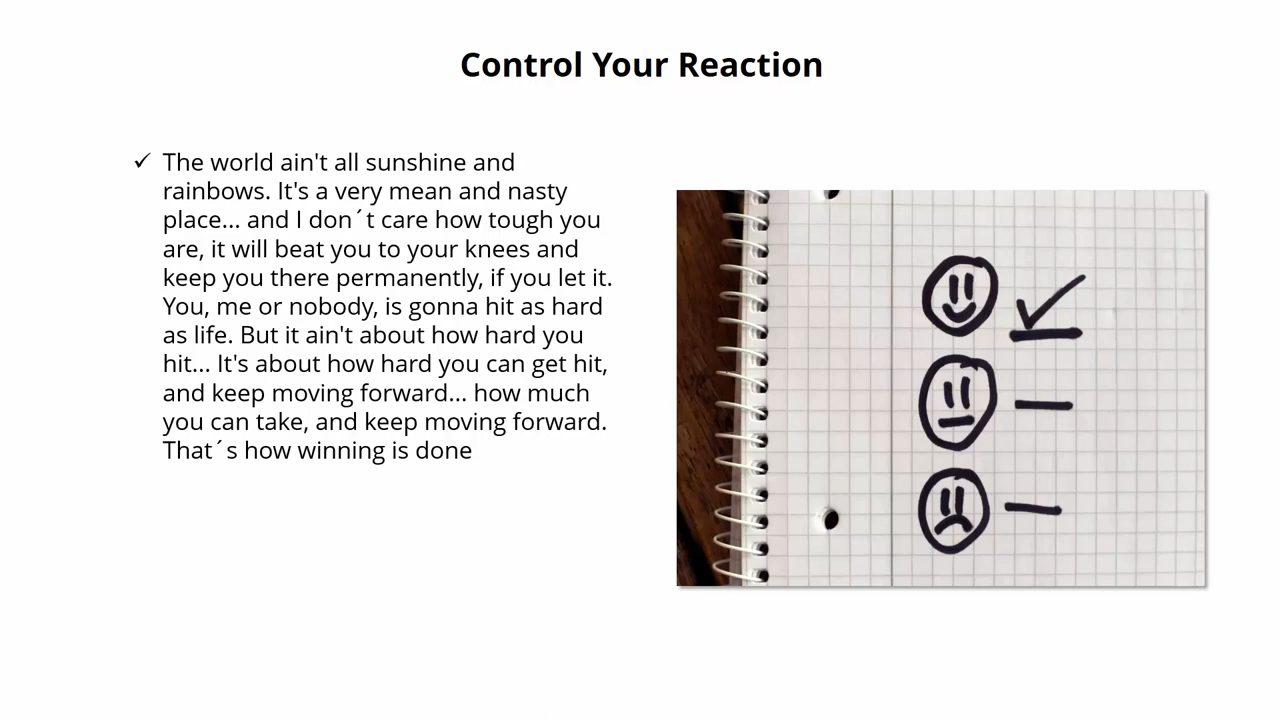 Control Your Reaction
✓ The world ain't all sunshine and
rainbows. It's a very mean and nasty
place... and I don´t care how tough you
are, it will beat you to your knees and
keep you there permanently, if you let it.
You, me or nobody, is gonna hit as hard
as life. But it ain't about how hard you
hit... It's about how hard you can get hit,
and keep moving forward... how much
you can take, and keep moving forward.
That´s how winning is done